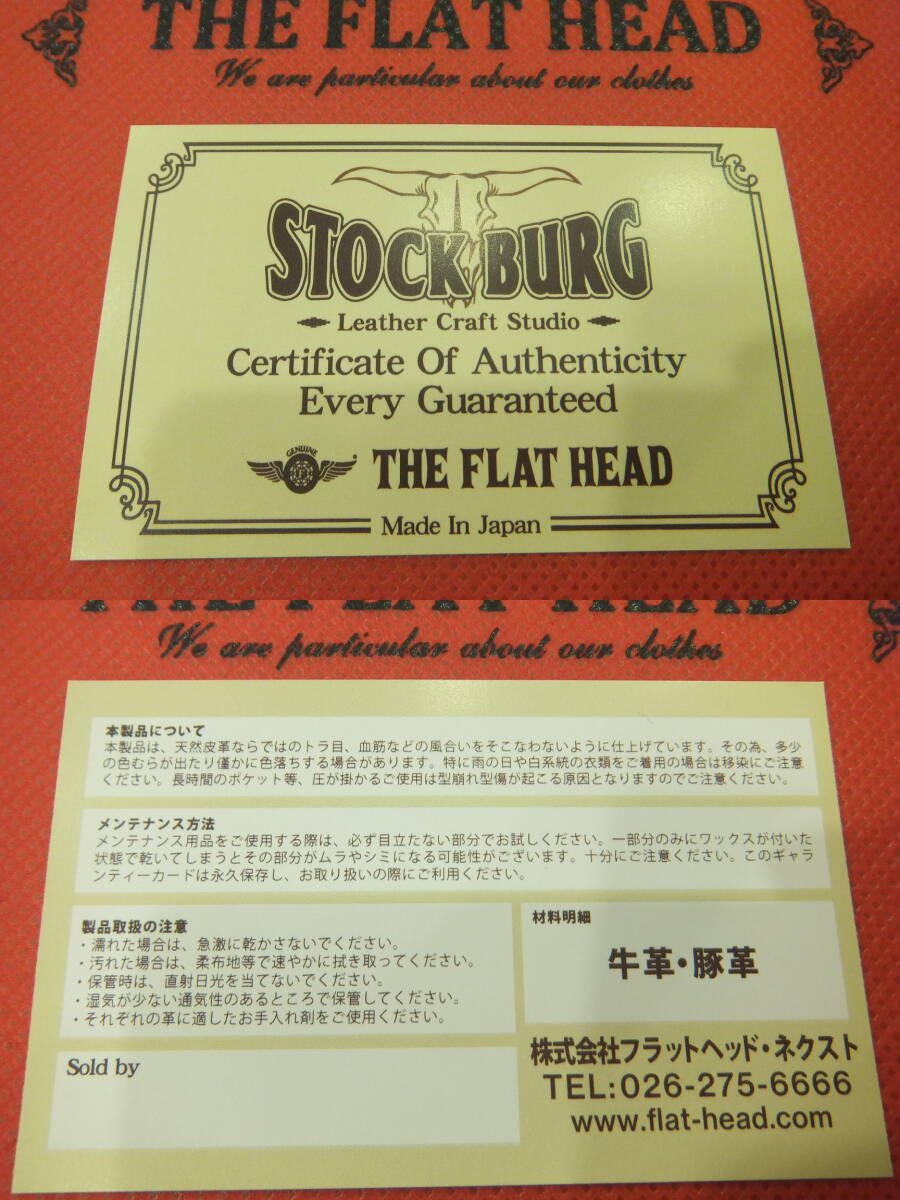 THE FLAT HEAD
We are particular about our clothes
STOCK BURG
Leather Craft Studio
Certificate Of Authenticity
Every Guaranteed
GENUINE
F
THE FLAT HEAD
Made In Japan
THE FLAT HEAD
We are particular about our clothes
本製品について
本製品は、天然皮革ならではのトラ目、血筋などの風合いをそこなわないように仕上げています。その為、多少
の色むらが出たり僅かに色落ちする場合があります。特に雨の日や白系統の衣類をご着用の場合は移染にご注意
ください。長時間のポケット等、圧が掛かるご使用は型崩れ型傷が起こる原因となりますのでご注意ください。
メンテナンス方法
メンテナンス用品をご使用する際は、必ず目立たない部分でお試しください。一部分のみにワックスが付いた
状態で乾いてしまうとその部分がムラやシミになる可能性がございます。十分にご注意ください。このギャラ
ンティーカードは永久保存し、お取り扱いの際にご利用ください。
製品取扱の注意
・濡れた場合は、急激に乾かさないでください。
・汚れた場合は、柔布地等で速やかに拭き取ってください。
・保管時は、直射日光を当てないでください。
・湿気が少ない通気性のあるところで保管してください。
・それぞれの革に適したお手入れ剤をご使用ください。
材料明細
牛革・豚革
Sold by
株式会社フラットヘッド・ネクスト
TEL:026-275-6666
www.flat-head.com